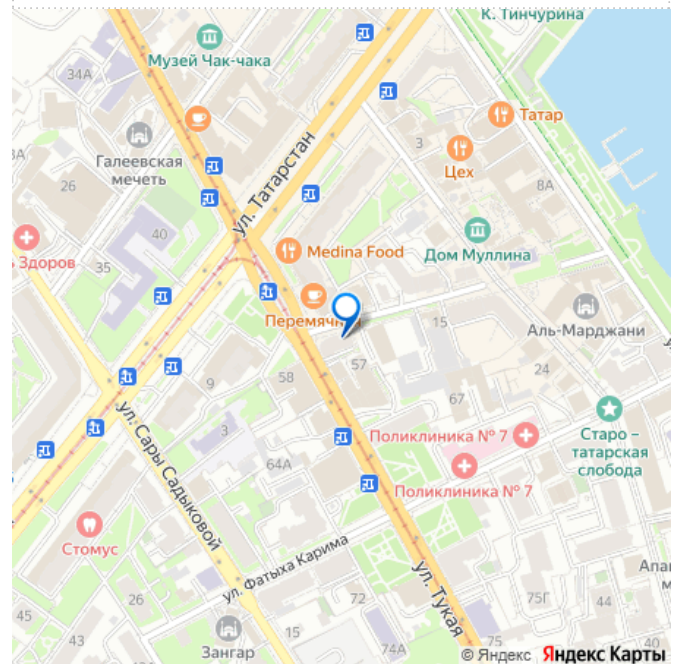 К. Тинчурина
Музей Чак-чака
34А
Татар
3
Цех
Галеевская
мечеть
26
ул. Татарстан
8А
40
Здоров
35
Medina Food
Дом Муллина
Перемячн
15
Аль-Марджани
57
9
58
24
67
ул. Сары Садыковой
Поликлиника № 7
Старо –
татарская
слобода
64А
Поликлиника № 7
Стомус
ул. Фатыха Карима
ул. Тукая
Апа
45
26
72
75Г
44
43
Зангар
15
74А
75
© Яндекс Яндекс Карты